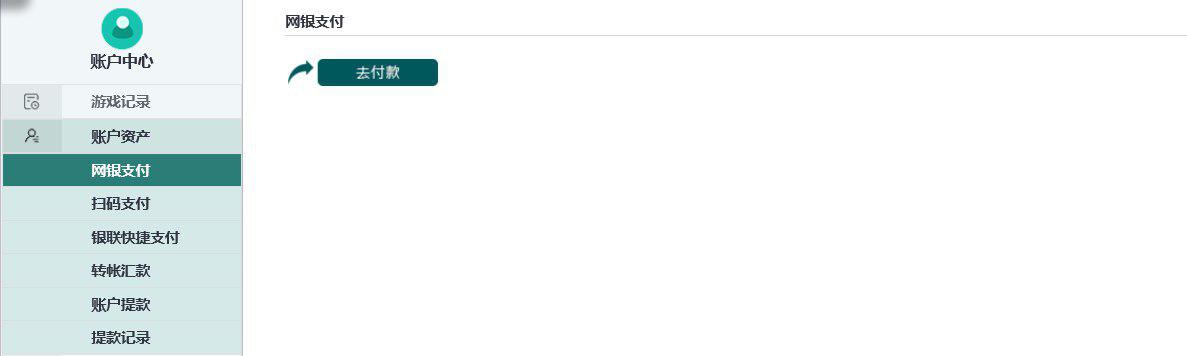 账户中心
游戏记录
账户资产
网银支付
扫码支付
银联快捷支付
转帐汇款
账户提款
提款记录
网银支付
去付款